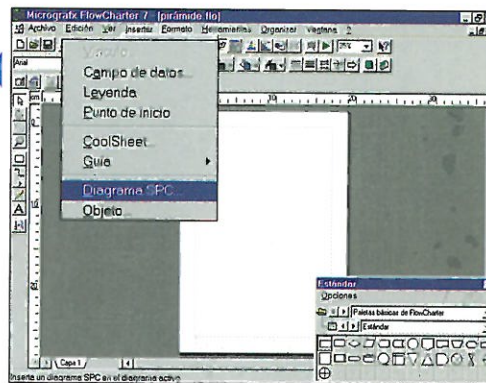 Micrografx FlowCharter 7 - [pirámide.flo]
Archivo Edición Ver Insertar Formato Herramientas Organizar Ventana ?
Vínculo...
Campo de datos...
Leyenda
Punto de inicio
CoolSheet...
Guía
Diagrama SPC...
Objeto...
Arial
25%
cm
Estándar
Opciones
Paletas básicas de FlowCharter
Estándar
Capa 1
Inserta un diagrama SPC en el diagrama activo